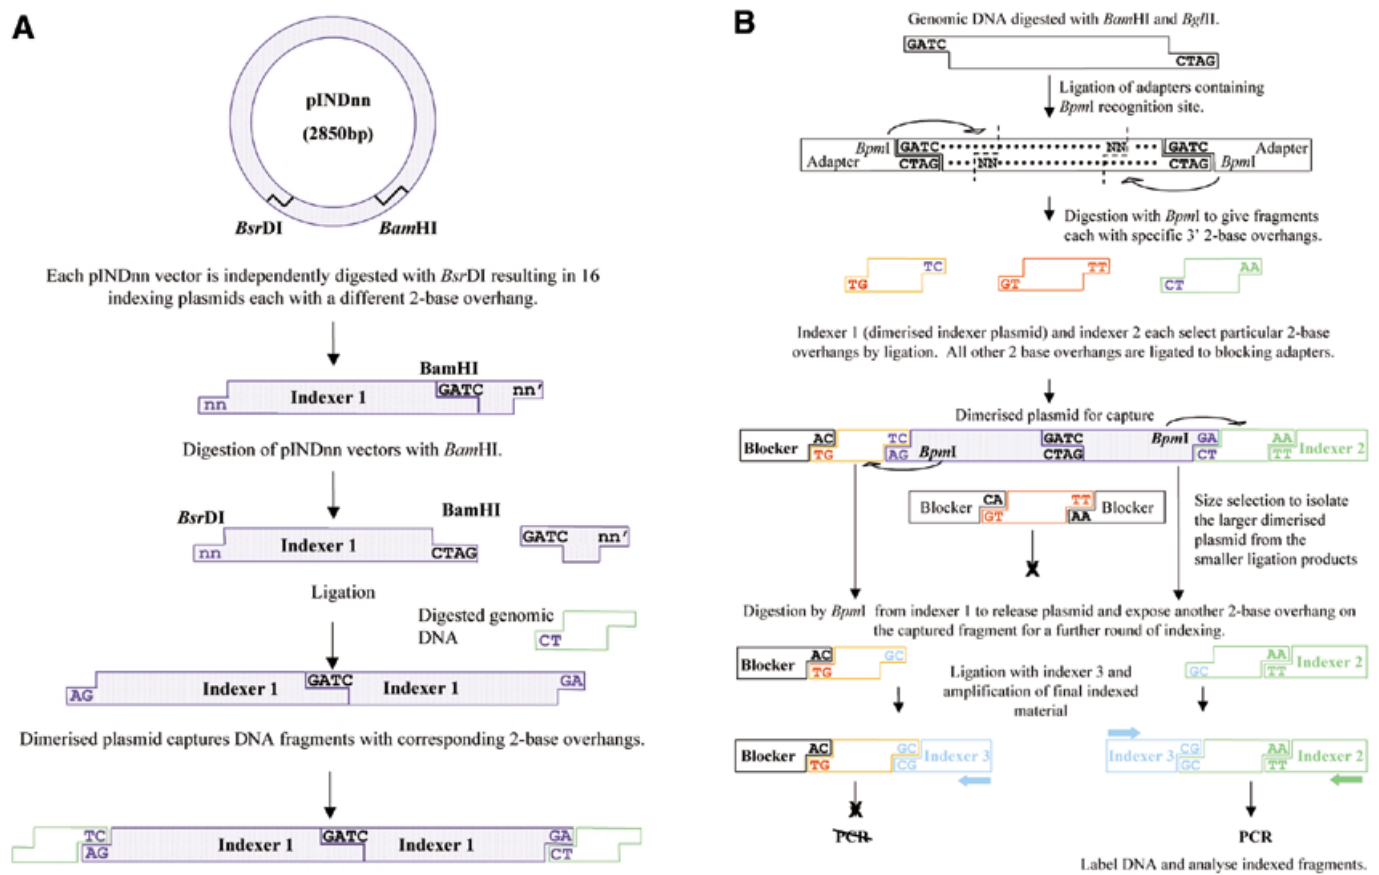 A
pINDnn
(2850bp)
BsrDI
BamHI
Each pINDnn vector is independently digested with BsrDI resulting in 16
indexing plasmids each with a different 2-base overhang.
BamHI
nn
Indexer 1
GATC
nn'
Digestion of pINDnn vectors with BamHI.
BsrDI
BamHI
nn
Indexer 1
CTAG
GATC
nn'
Ligation
Digested genomic
DNA
CT
AG
Indexer 1
GATC
Indexer 1
GA
Dimerised plasmid captures DNA fragments with corresponding 2-base overhangs.
TC
AG
Indexer 1
GATC
Indexer 1
GA
CT
B
Genomic DNA digested with BamHI and BglII.
GATC
CTAG
Ligation of adapters containing
BpmI recognition site.
BpmI
GATC
NN
GATC
Adapter
Adapter
CTAG
NN
CTAG
BpmI
Digestion with BpmI to give fragments
each with specific 3' 2-base overhangs.
TC
TG
TT
GT
AA
CT
Indexer 1 (dimerised indexer plasmid) and indexer 2 each select particular 2-base
overhangs by ligation. All other 2 base overhangs are ligated to blocking adapters.
Dimerised plasmid for capture
Blocker
AC
TG
TC
AG
BpmI
GATC
CTAG
BpmI
GA
CT
AA
TT
Indexer 2
Blocker
CA
GT
TT
AA
Blocker
Size selection to isolate
the larger dimerised
plasmid from the
smaller ligation products
X
Digestion by BpmI from indexer 1 to release plasmid and expose another 2-base overhang on
the captured fragment for a further round of indexing.
Blocker
AC
TG
GC
Ligation with indexer 3 and
amplification of final indexed
material
GC
AA
TT
Indexer 2
Blocker
AC
TG
GC
CG
Indexer 3
Indexer 3
CG
GC
AA
TT
Indexer 2
X
PCR
PCR
Label DNA and analyse indexed fragments.